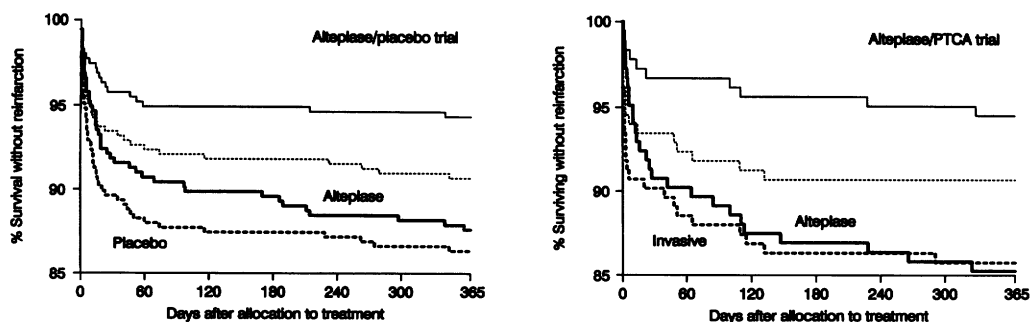 100
95
90
85
% Survival without reinfarction
Alteplase/placebo trial
Alteplase
Placebo
0 60 120 180 240 300 365
Days after allocation to treatment
100
95
90
85
% Surviving without reinfarction
Alteplase/PTCA trial
Alteplase
Invasive
0 60 120 180 240 300 365
Days after allocation to treatment